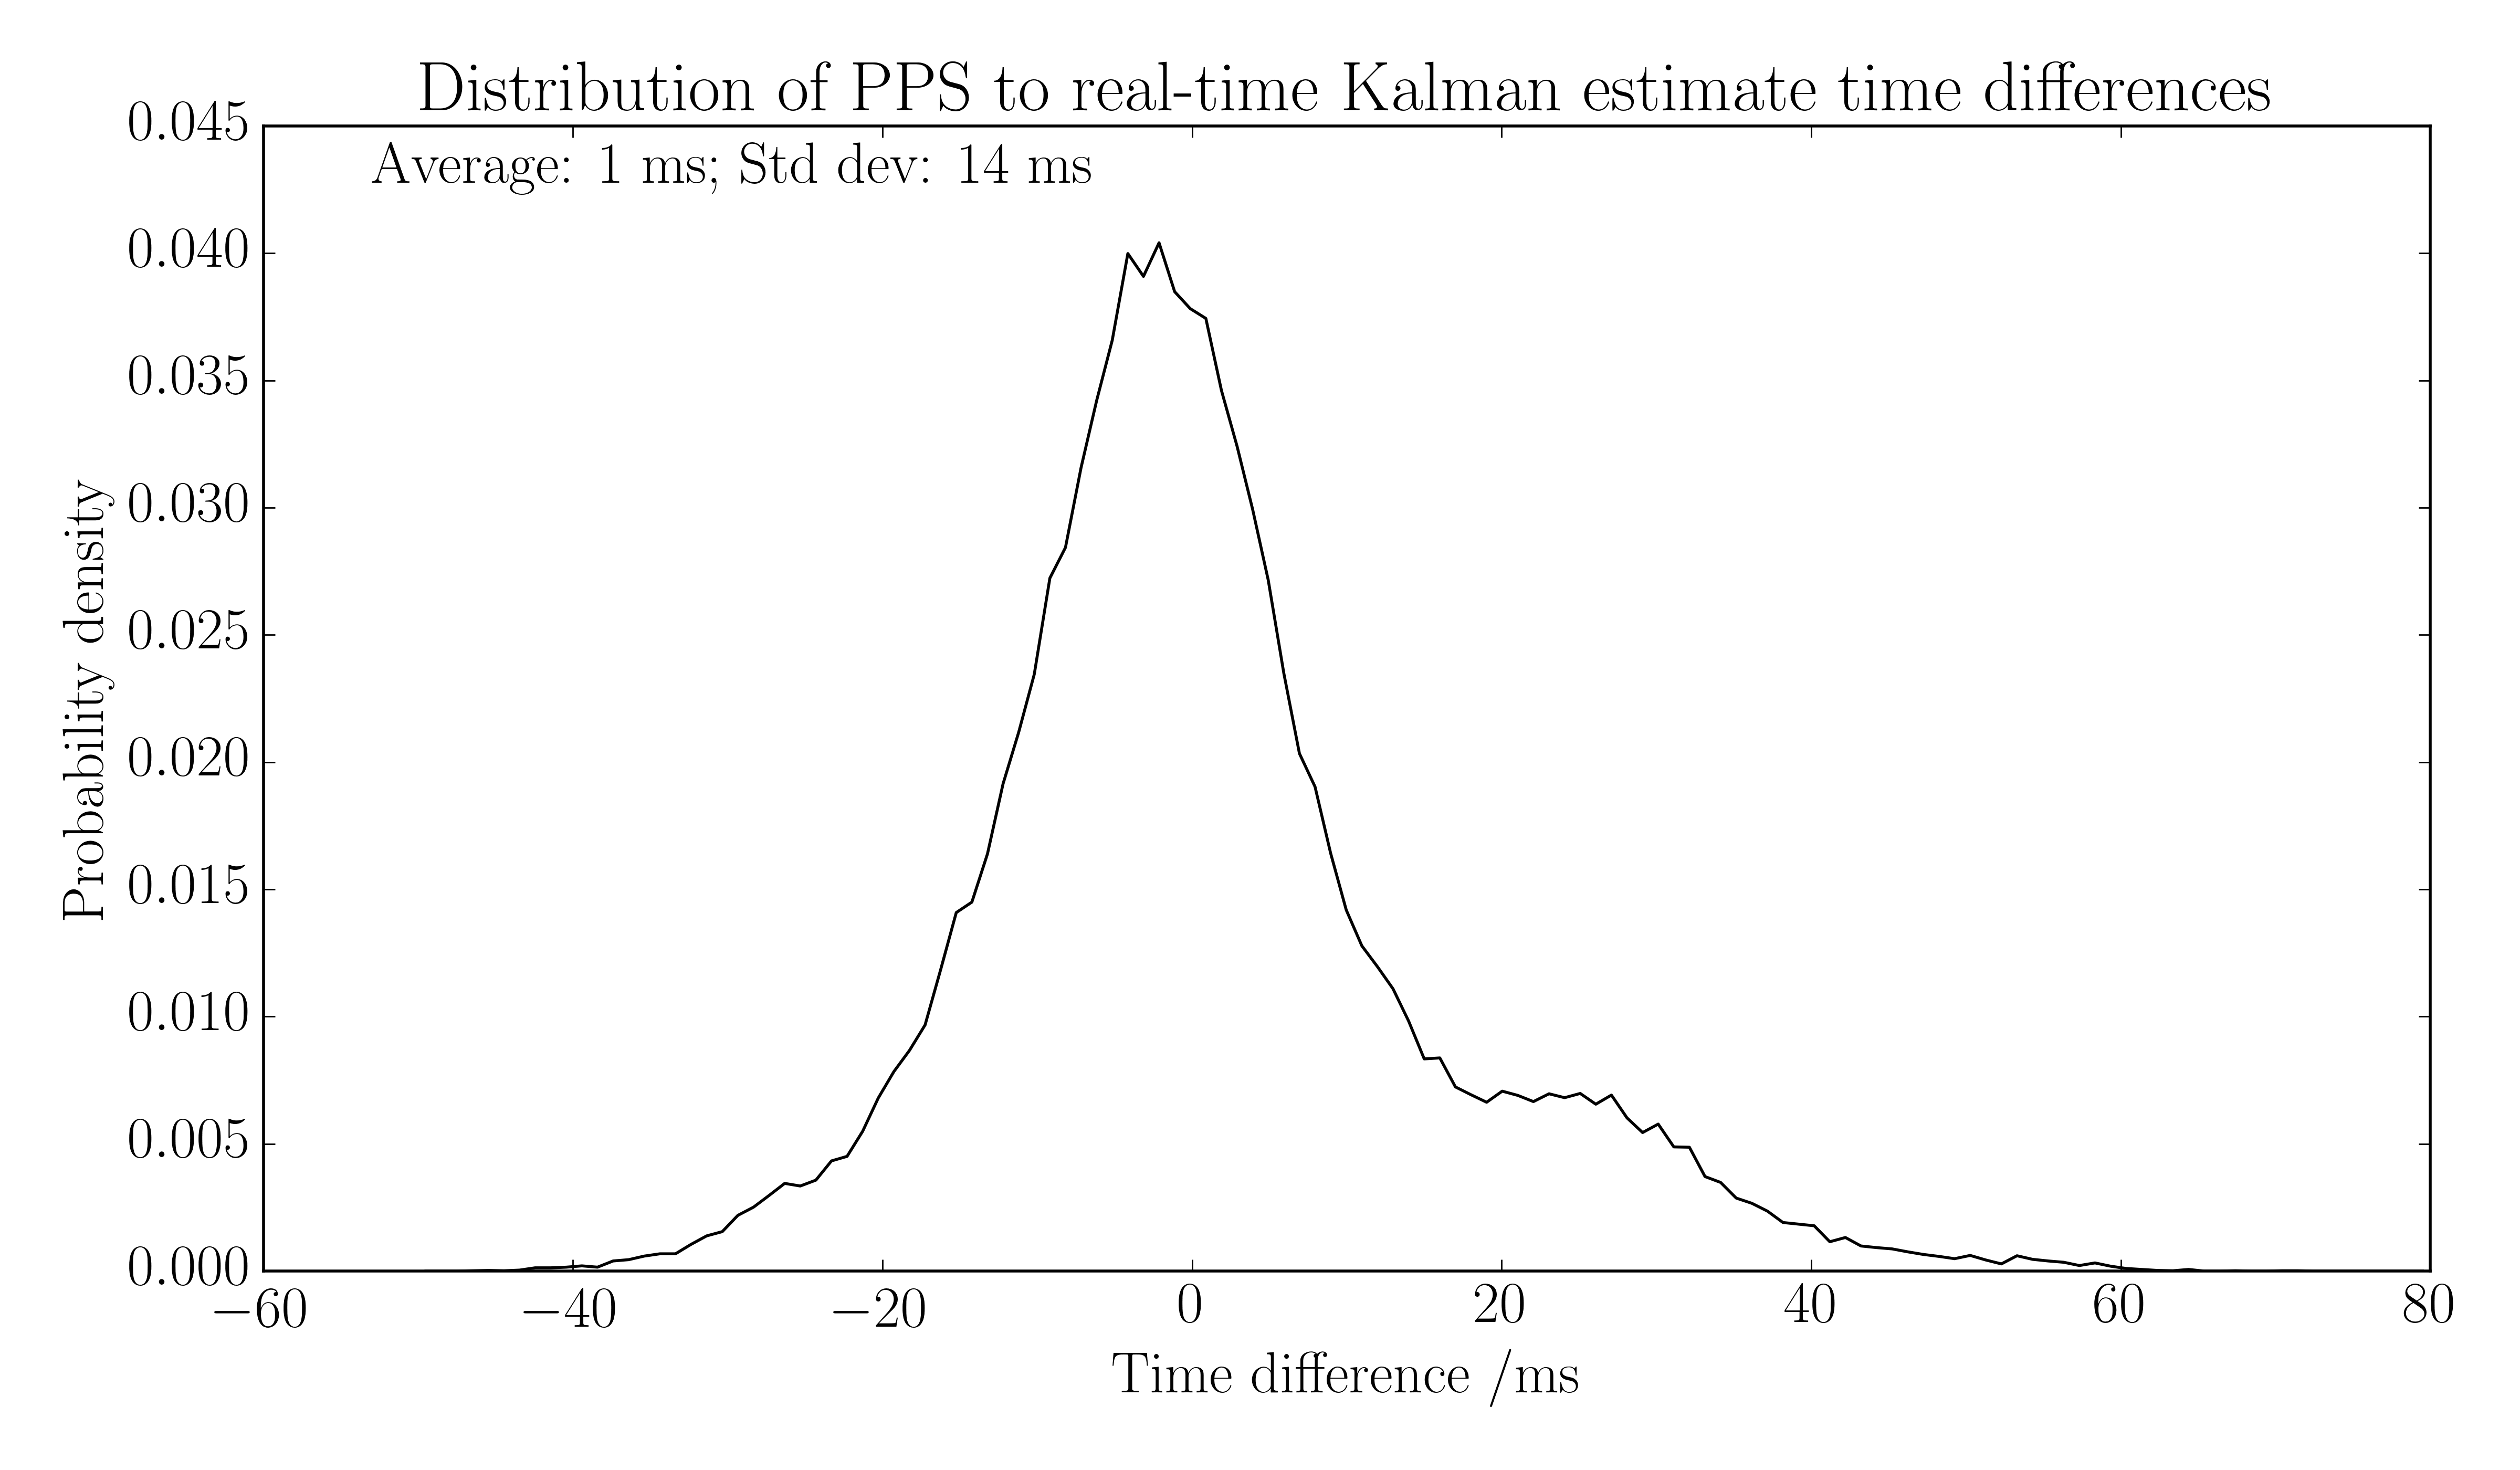 Distribution of PPS to real-time Kalman estimate time differences
Average: 1 ms; Std dev: 14 ms
0.045
0.040
0.035
0.030
0.025
0.020
0.015
0.010
0.005
0.000
Probability density
−60 −40 −20 0 20 40 60 80
Time difference /ms